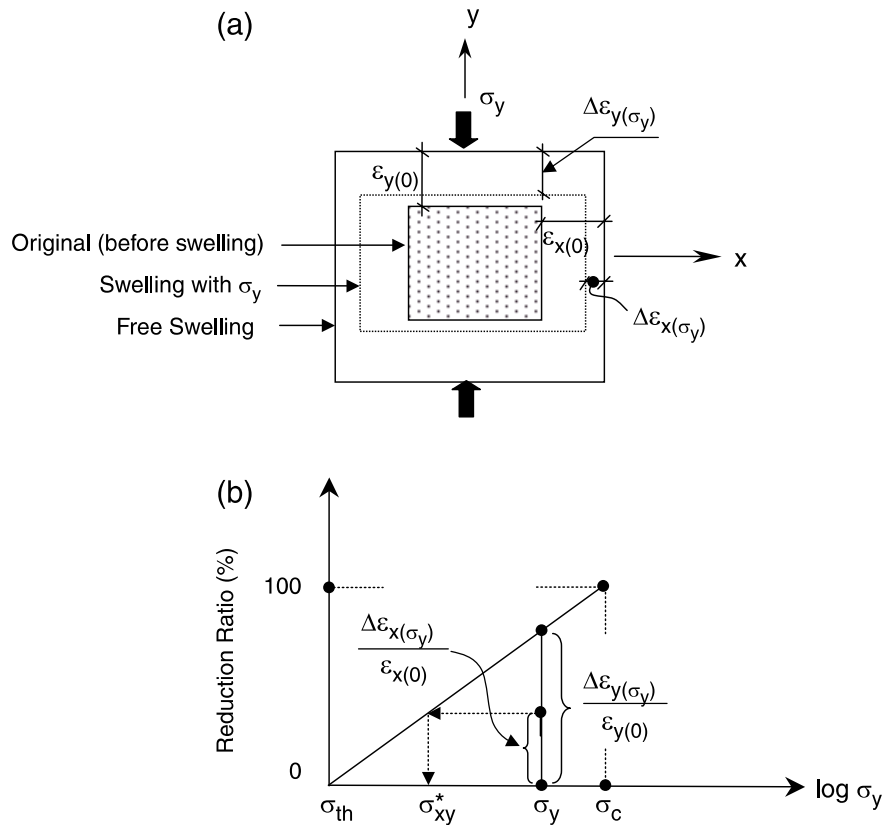 (a)
y
σy
Δεy(σy)
εy(0)
Original (before swelling)
εx(0)
x
Swelling with σy
Free Swelling
Δεx(σy)
(b)
Reduction Ratio (%)
100
Δεx(σy)
εx(0)
Δεy(σy)
εy(0)
0
σth
σ*xy
σy
σc
log σy